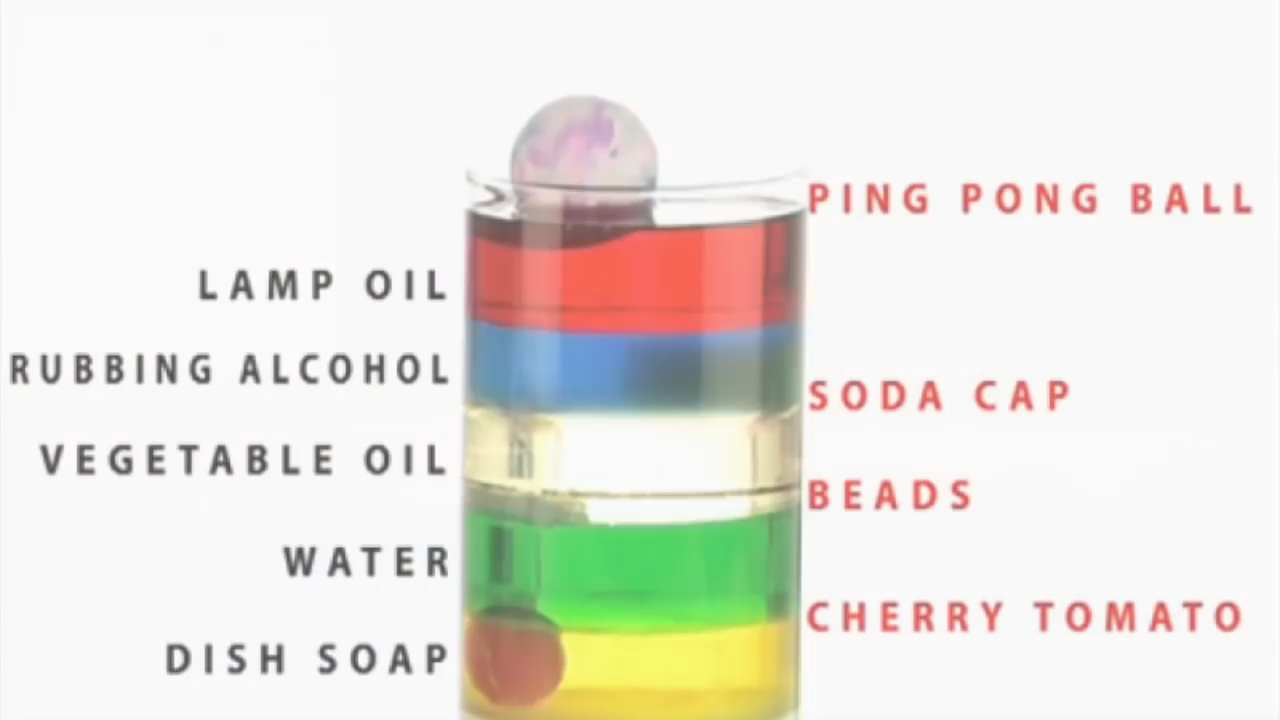 PING PONG BALL
LAMP OIL
RUBBING ALCOHOL
SODA CAP
VEGETABLE OIL
BEADS
WATER
CHERRY TOMATO
DISH SOAP